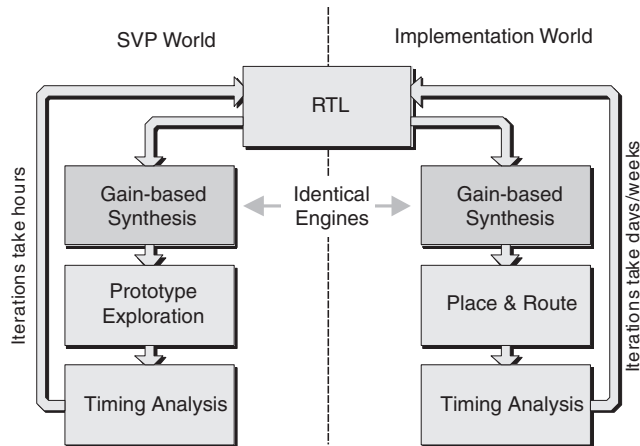 SVP World
Implementation World
RTL
Gain-based
Synthesis
Identical
Engines
Gain-based
Synthesis
Prototype
Exploration
Place & Route
Timing Analysis
Timing Analysis
Iterations take hours
Iterations take days/weeks